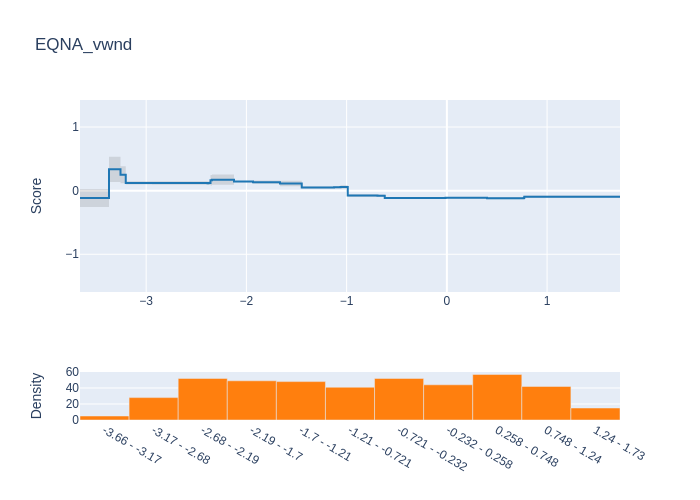 EQNA_vwnd
Score
1
0
−1
−3
−2
−1
0
1
Density
60
40
20
0
-3.66 - -3.17
-3.17 - -2.68
-2.68 - -2.19
-2.19 - -1.7
-1.7 - -1.21
-1.21 - -0.721
-0.721 - -0.232
-0.232 - 0.258
0.258 - 0.748
0.748 - 1.24
1.24 - 1.73